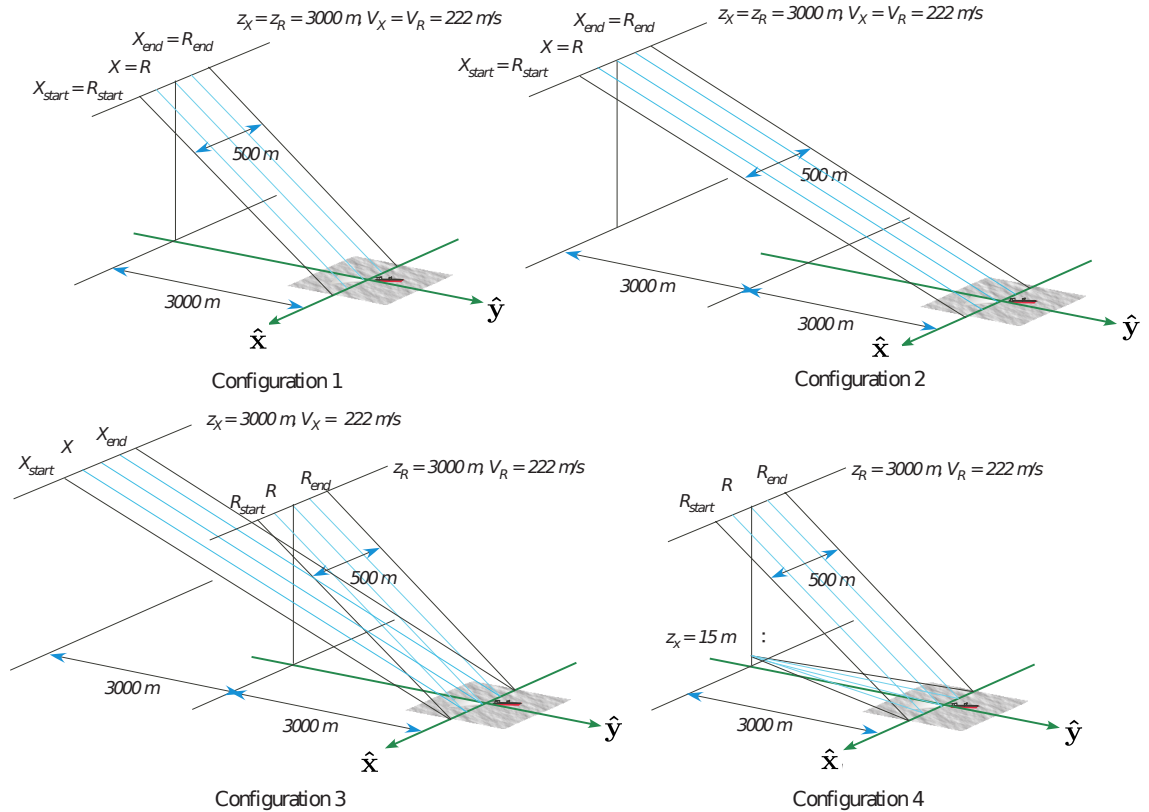 z_X = z_R = 3000 m, V_X = V_R = 222 m/s
X_end = R_end
X = R
X_start = R_start
500 m
3000 m
x̂
ŷ
Configuration 1
z_X = z_R = 3000 m, V_X = V_R = 222 m/s
X_end = R_end
X = R
X_start = R_start
500 m
3000 m
3000 m
x̂
ŷ
Configuration 2
z_X = 3000 m, V_X = 222 m/s
X_end
X
X_start
z_R = 3000 m, V_R = 222 m/s
R_end
R
R_start
500 m
3000 m
3000 m
x̂
ŷ
Configuration 3
z_R = 3000 m, V_R = 222 m/s
R_end
R
R_start
500 m
z_x = 15 m :
3000 m
x̂
ŷ
Configuration 4